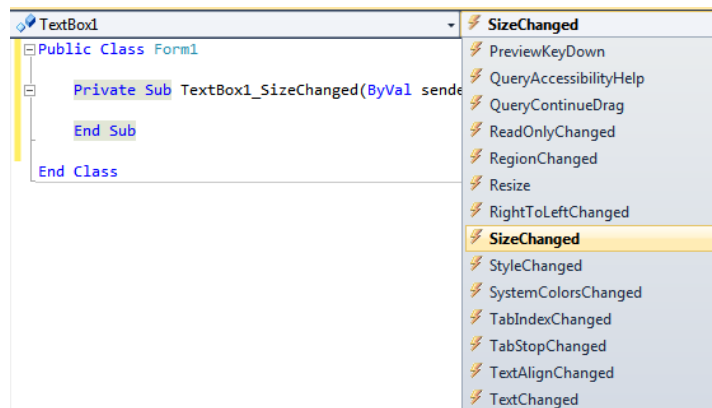 TextBox1
SizeChanged
Public Class Form1
Private Sub TextBox1_SizeChanged(ByVal sende
End Sub
End Class
PreviewKeyDown
QueryAccessibilityHelp
QueryContinueDrag
ReadOnlyChanged
RegionChanged
Resize
RightToLeftChanged
SizeChanged
StyleChanged
SystemColorsChanged
TabIndexChanged
TabStopChanged
TextAlignChanged
TextChanged